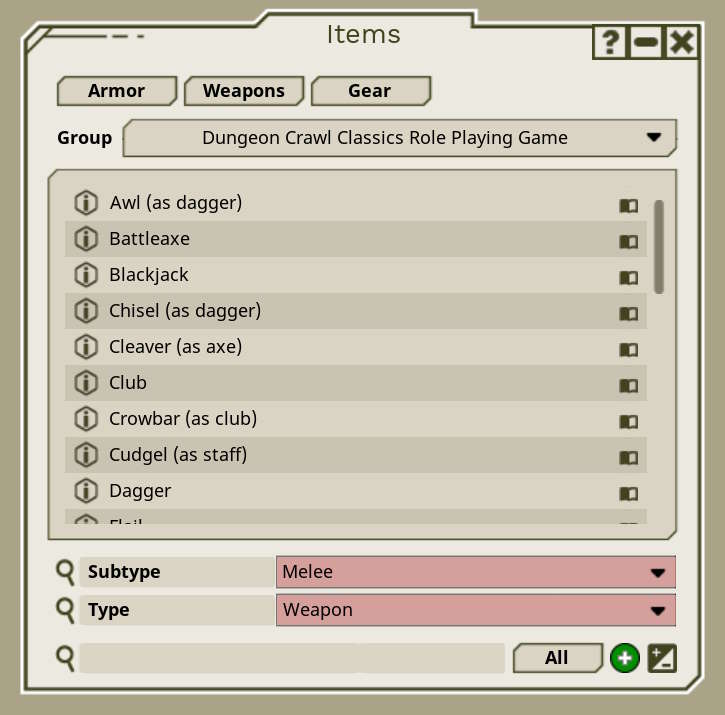 Items
?
Armor Weapons Gear
Group Dungeon Crawl Classics Role Playing Game
Awl (as dagger)
Battleaxe
Blackjack
Chisel (as dagger)
Cleaver (as axe)
Club
Crowbar (as club)
Cudgel (as staff)
Dagger
Flail
Subtype Melee
Type Weapon
All